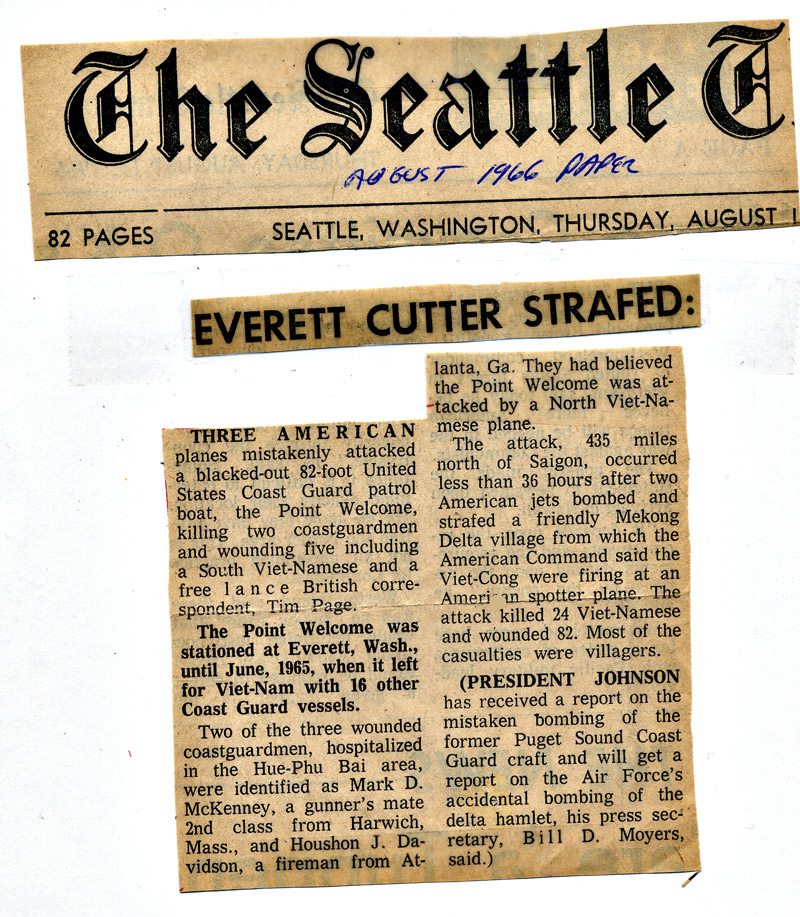 The Seattle T
AUGUST 1966 PAPER
82 PAGES SEATTLE, WASHINGTON, THURSDAY, AUGUST 1
EVERETT CUTTER STRAFED:
THREE AMERICAN
planes mistakenly attacked
a blacked-out 82-foot United
States Coast Guard patrol
boat, the Point Welcome,
killing two coastguardmen
and wounding five including
a South Viet-Namese and a
free lance British corre-
spondent, Tim Page.
The Point Welcome was
stationed at Everett, Wash.,
until June, 1965, when it left
for Viet-Nam with 16 other
Coast Guard vessels.
Two of the three wounded
coastguardmen, hospitalized
in the Hue-Phu Bai area,
were identified as Mark D.
McKenney, a gunner's mate
2nd class from Harwich,
Mass., and Houshon J. Da-
vidson, a fireman from At-
lanta, Ga. They had believed
the Point Welcome was at-
tacked by a North Viet-Na-
mese plane.
The attack, 435 miles
north of Saigon, occurred
less than 36 hours after two
American jets bombed and
strafed a friendly Mekong
Delta village from which the
American Command said the
Viet-Cong were firing at an
American spotter plane. The
attack killed 24 Viet-Namese
and wounded 82. Most of the
casualties were villagers.
(PRESIDENT JOHNSON
has received a report on the
mistaken bombing of the
former Puget Sound Coast
Guard craft and will get a
report on the Air Force's
accidental bombing of the
delta hamlet, his press sec-
retary, Bill D. Moyers,
said.)